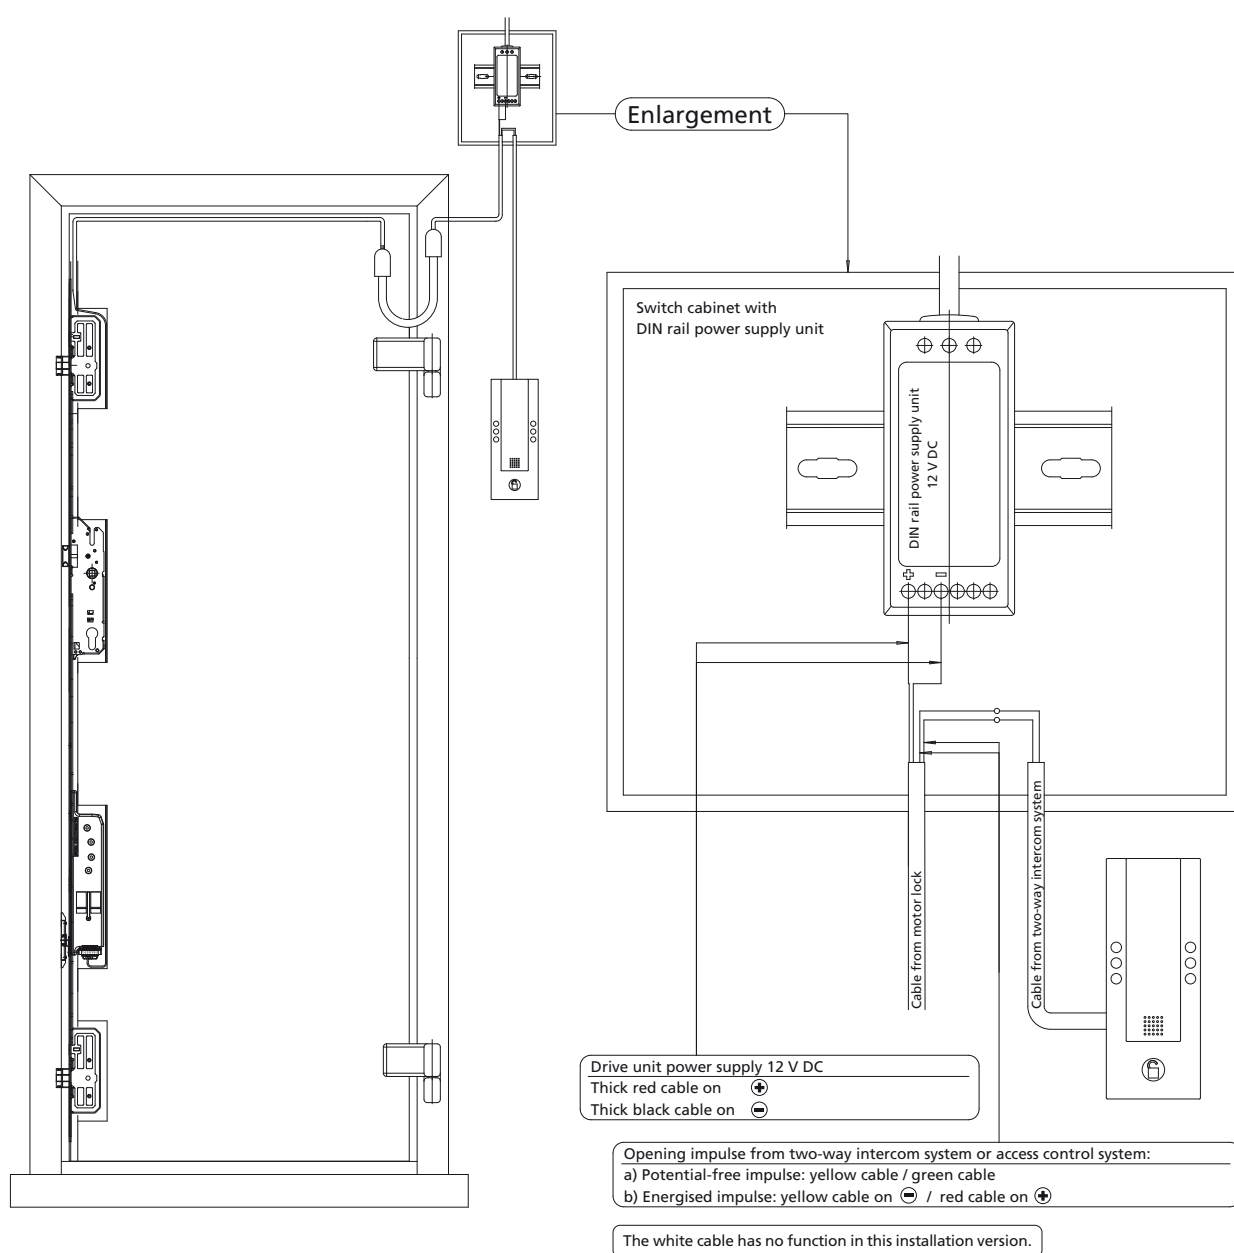 Enlargement
Switch cabinet with
DIN rail power supply unit
DIN rail power supply unit
12 V DC
Cable from motor lock
Cable from two-way intercom system
Drive unit power supply 12 V DC
Thick red cable on ⊕
Thick black cable on ⊖
Opening impulse from two-way intercom system or access control system:
a) Potential-free impulse: yellow cable / green cable
b) Energised impulse: yellow cable on ⊖ / red cable on ⊕
The white cable has no function in this installation version.